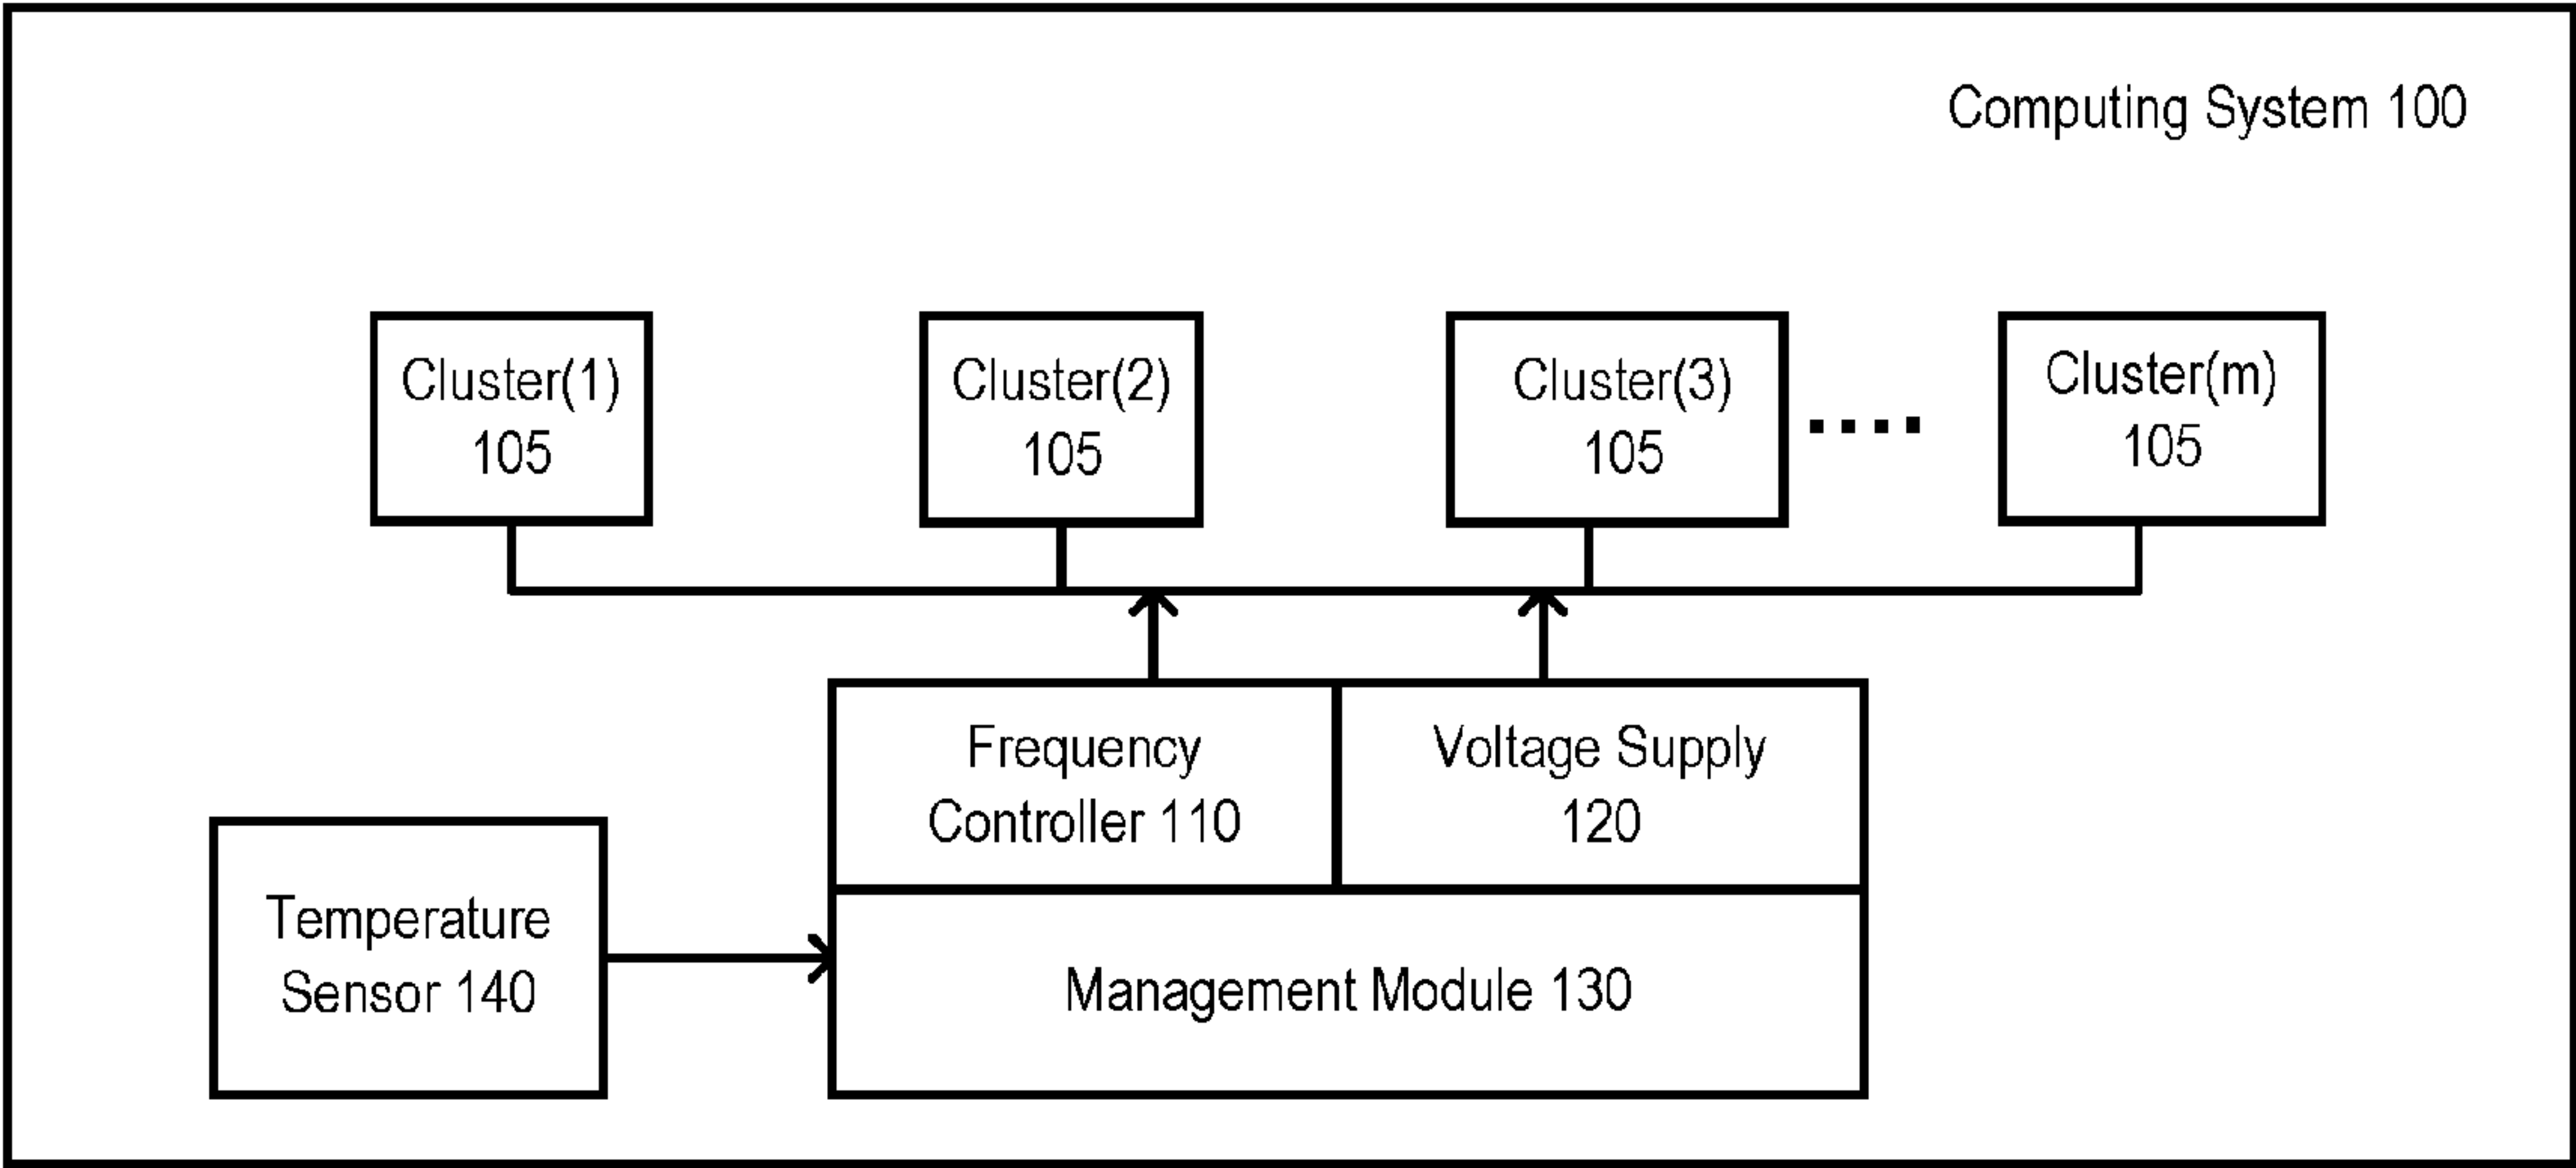 Computing System 100
Cluster(1)
105
Cluster(2)
105
Cluster(3)
105
Cluster(m)
105
Frequency
Controller 110
Voltage Supply
120
Temperature
Sensor 140
Management Module 130